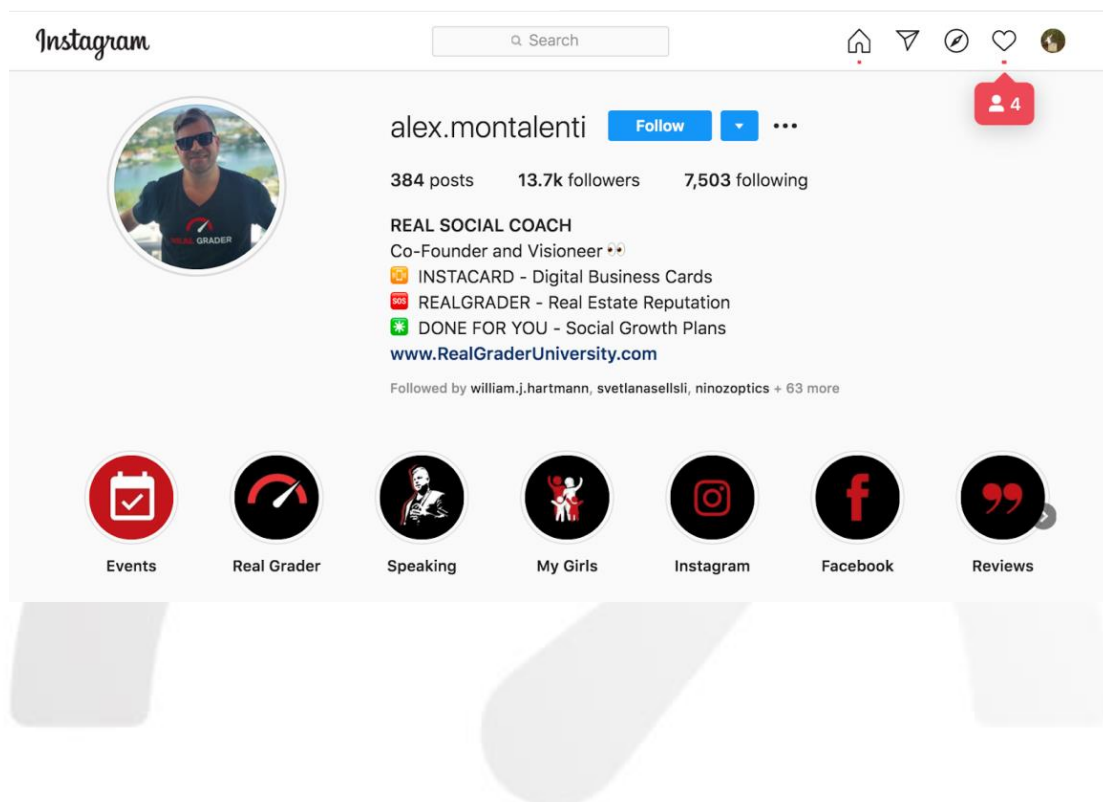 Instagram
Search
4
alex.montalenti Follow
384 posts 13.7k followers 7,503 following
REAL SOCIAL COACH
Co-Founder and Visioneer 👀
INSTACARD - Digital Business Cards
🆘 REALGRADER - Real Estate Reputation
✳️ DONE FOR YOU - Social Growth Plans
www.RealGraderUniversity.com
Followed by william.j.hartmann, svetlanasellsli, ninozoptics + 63 more
REAL GRADER
Events Real Grader Speaking My Girls Instagram Facebook Reviews